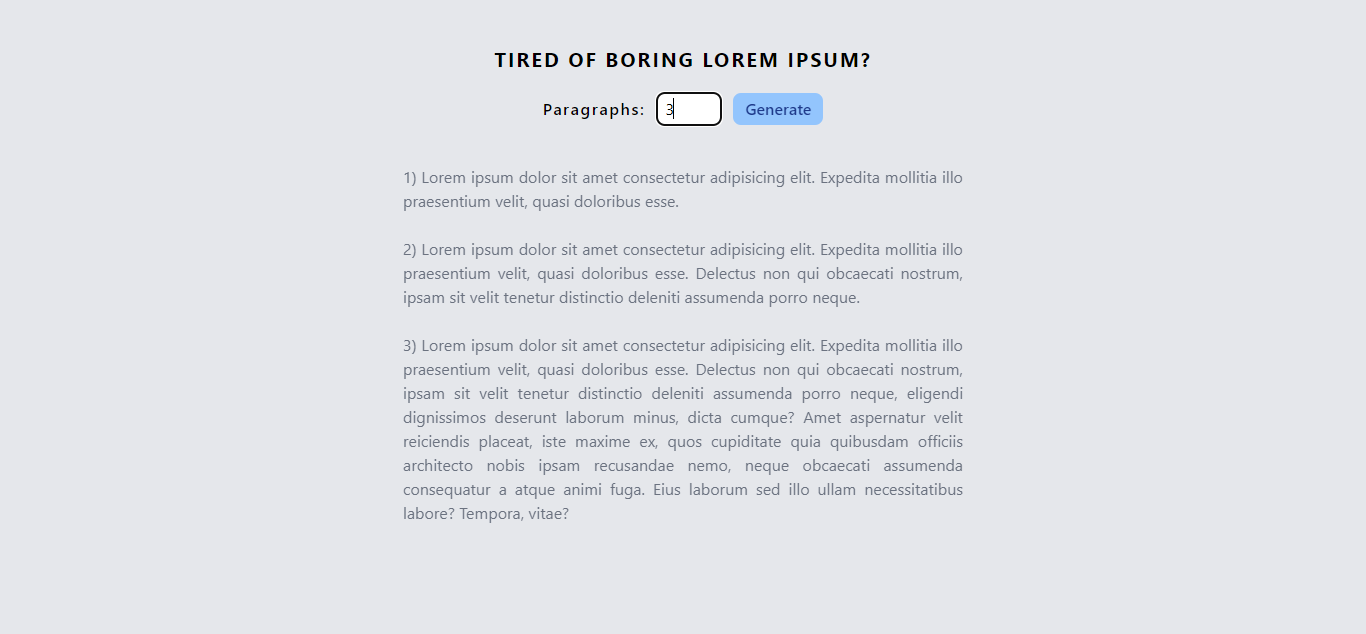 TIRED OF BORING LOREM IPSUM?
Paragraphs: 3 Generate
1) Lorem ipsum dolor sit amet consectetur adipisicing elit. Expedita mollitia illo
praesentium velit, quasi doloribus esse.
2) Lorem ipsum dolor sit amet consectetur adipisicing elit. Expedita mollitia illo
praesentium velit, quasi doloribus esse. Delectus non qui obcaecati nostrum,
ipsam sit velit tenetur distinctio deleniti assumenda porro neque.
3) Lorem ipsum dolor sit amet consectetur adipisicing elit. Expedita mollitia illo
praesentium velit, quasi doloribus esse. Delectus non qui obcaecati nostrum,
ipsam sit velit tenetur distinctio deleniti assumenda porro neque, eligendi
dignissimos deserunt laborum minus, dicta cumque? Amet aspernatur velit
reiciendis placeat, iste maxime ex, quos cupiditate quia quibusdam officiis
architecto nobis ipsam recusandae nemo, neque obcaecati assumenda
consequatur a atque animi fuga. Eius laborum sed illo ullam necessitatibus
labore? Tempora, vitae?